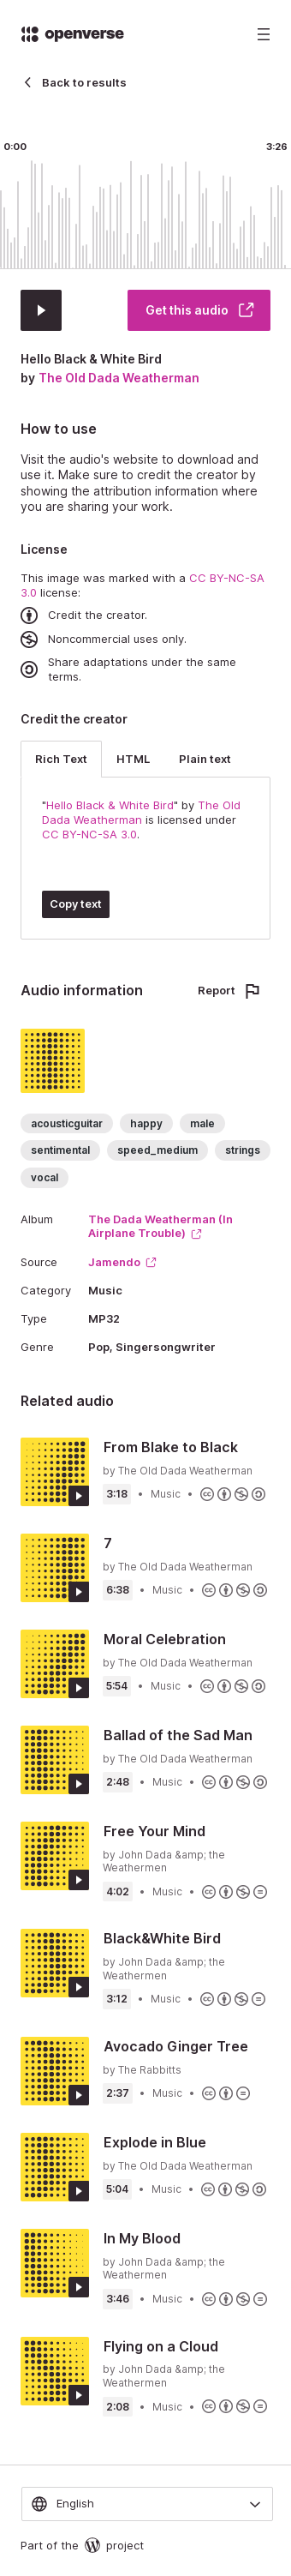 openverse
Back to results
0:00
3:26
Get this audio
Hello Black & White Bird
by The Old Dada Weatherman
How to use
Visit the audio's website to download and
use it. Make sure to credit the creator by
showing the attribution information where
you are sharing your work.
License
This image was marked with a CC BY-NC-SA
3.0 license:
Credit the creator.
Noncommercial uses only.
Share adaptations under the same
terms.
Credit the creator
Rich Text
HTML
Plain text
"Hello Black & White Bird" by The Old
Dada Weatherman is licensed under
CC BY-NC-SA 3.0.
Copy text
Audio information
Report
acousticguitar
happy
male
sentimental
speed_medium
strings
vocal
Album
The Dada Weatherman (In
Airplane Trouble)
Source
Jamendo
Category
Music
Type
MP32
Genre
Pop, Singersongwriter
Related audio
From Blake to Black
by The Old Dada Weatherman
3:18 • Music •
7
by The Old Dada Weatherman
6:38 • Music •
Moral Celebration
by The Old Dada Weatherman
5:54 • Music •
Ballad of the Sad Man
by The Old Dada Weatherman
2:48 • Music •
Free Your Mind
by John Dada &amp; the
Weathermen
4:02 • Music •
Black&White Bird
by John Dada &amp; the
Weathermen
3:12 • Music •
Avocado Ginger Tree
by The Rabbitts
2:37 • Music •
Explode in Blue
by The Old Dada Weatherman
5:04 • Music •
In My Blood
by John Dada &amp; the
Weathermen
3:46 • Music •
Flying on a Cloud
by John Dada &amp; the
Weathermen
2:08 • Music •
English
Part of the project